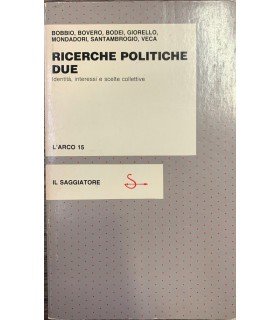 BOBBIO, BOVERO, BODEI, GIORELLO,
MONDADORI, SANTAMBROGIO, VECA
RICERCHE POLITICHE
DUE
Identità, interessi e scelte collettive
L'ARCO 15
IL SAGGIATORE